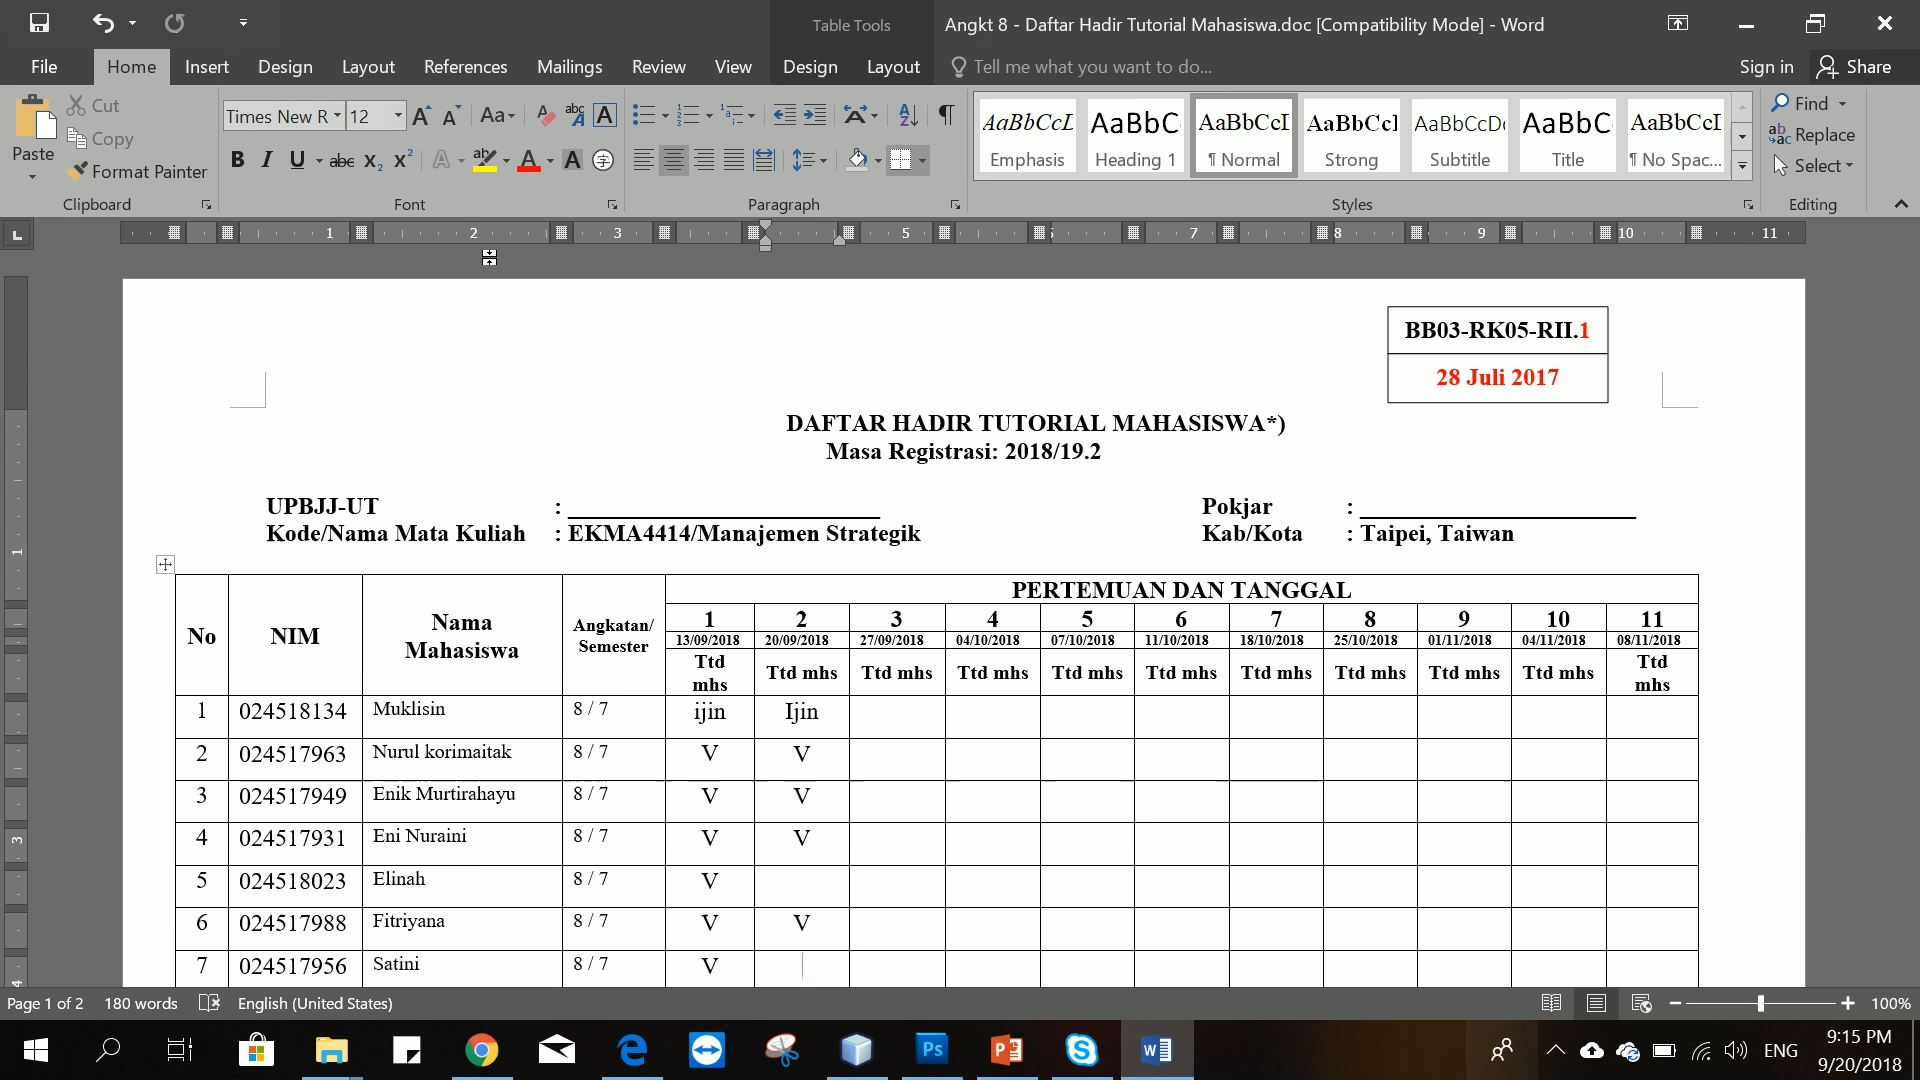 Table Tools
Angkt 8 - Daftar Hadir Tutorial Mahasiswa.doc [Compatibility Mode] - Word
File Home Insert Design Layout References Mailings Review View Design Layout Tell me what you want to do... Sign in Share
Paste
Cut
Copy
Format Painter
Clipboard
Times New R 12
Font
Paragraph
AaBbCcL AaBbC AaBbCcI AaBbCcI AaBbCcD AaBbC AaBbCcI
Emphasis Heading 1 ¶ Normal Strong Subtitle Title ¶ No Spac...
Styles
Find
Replace
Select
Editing
1 2 3 5 7 8 9 10 11
BB03-RK05-RII.1
28 Juli 2017
DAFTAR HADIR TUTORIAL MAHASISWA*)
Masa Registrasi: 2018/19.2
UPBJJ-UT : Pokjar :
Kode/Nama Mata Kuliah : EKMA4414/Manajemen Strategik Kab/Kota : Taipei, Taiwan
No NIM Nama Mahasiswa Angkatan/ Semester PERTEMUAN DAN TANGGAL
1 2 3 4 5 6 7 8 9 10 11
13/09/2018 20/09/2018 27/09/2018 04/10/2018 07/10/2018 11/10/2018 18/10/2018 25/10/2018 01/11/2018 04/11/2018 08/11/2018
Ttd mhs Ttd mhs Ttd mhs Ttd mhs Ttd mhs Ttd mhs Ttd mhs Ttd mhs Ttd mhs Ttd mhs Ttd mhs
1 024518134 Muklisin 8 / 7 ijin Ijin
2 024517963 Nurul korimaitak 8 / 7 V V
3 024517949 Enik Murtirahayu 8 / 7 V V
4 024517931 Eni Nuraini 8 / 7 V V
5 024518023 Elinah 8 / 7 V
6 024517988 Fitriyana 8 / 7 V V
7 024517956 Satini 8 / 7 V
Page 1 of 2 180 words English (United States) 100%
ENG
9:15 PM
9/20/2018